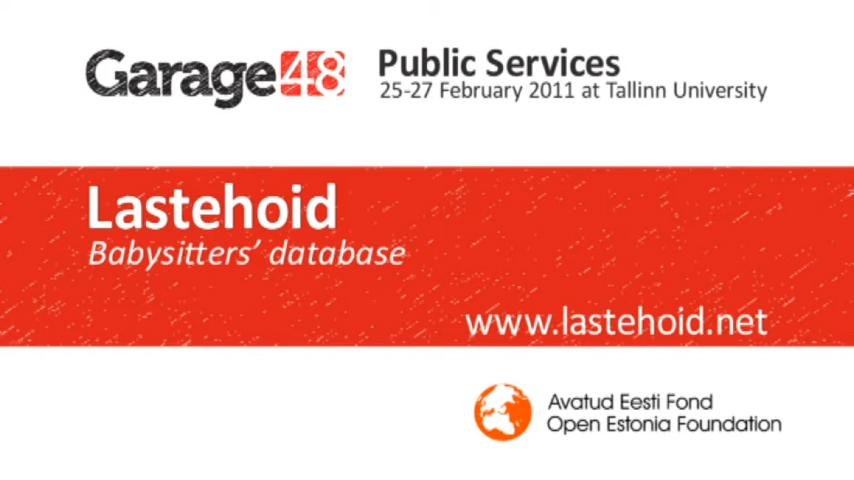 Garage48
Public Services
25-27 February 2011 at Tallinn University
Lastehoid
Babysitters’ database
www.lastehoid.net
Avatud Eesti Fond
Open Estonia Foundation